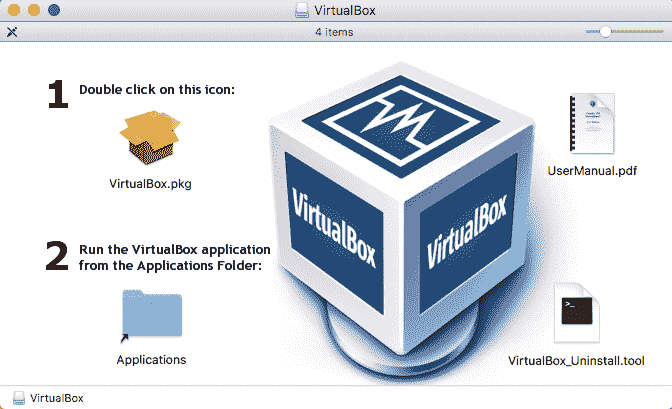 VirtualBox
4 items
1 Double click on this icon:
VirtualBox.pkg
2 Run the VirtualBox application
from the Applications Folder:
Applications
VirtualBox
VirtualBox
UserManual.pdf
>_
VirtualBox_Uninstall.tool
VirtualBox